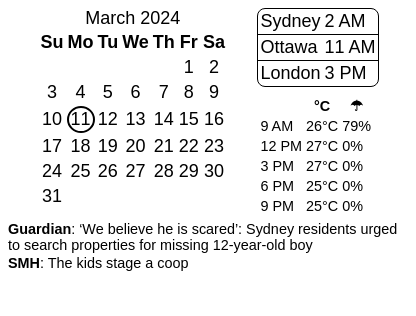 March 2024
Su Mo Tu We Th Fr Sa
1 2
3 4 5 6 7 8 9
10 11 12 13 14 15 16
17 18 19 20 21 22 23
24 25 26 27 28 29 30
31
Sydney 2 AM
Ottawa 11 AM
London 3 PM
°C ☂
9 AM 26°C 79%
12 PM 27°C 0%
3 PM 27°C 0%
6 PM 25°C 0%
9 PM 25°C 0%
Guardian: ‘We believe he is scared’: Sydney residents urged
to search properties for missing 12-year-old boy
SMH: The kids stage a coop